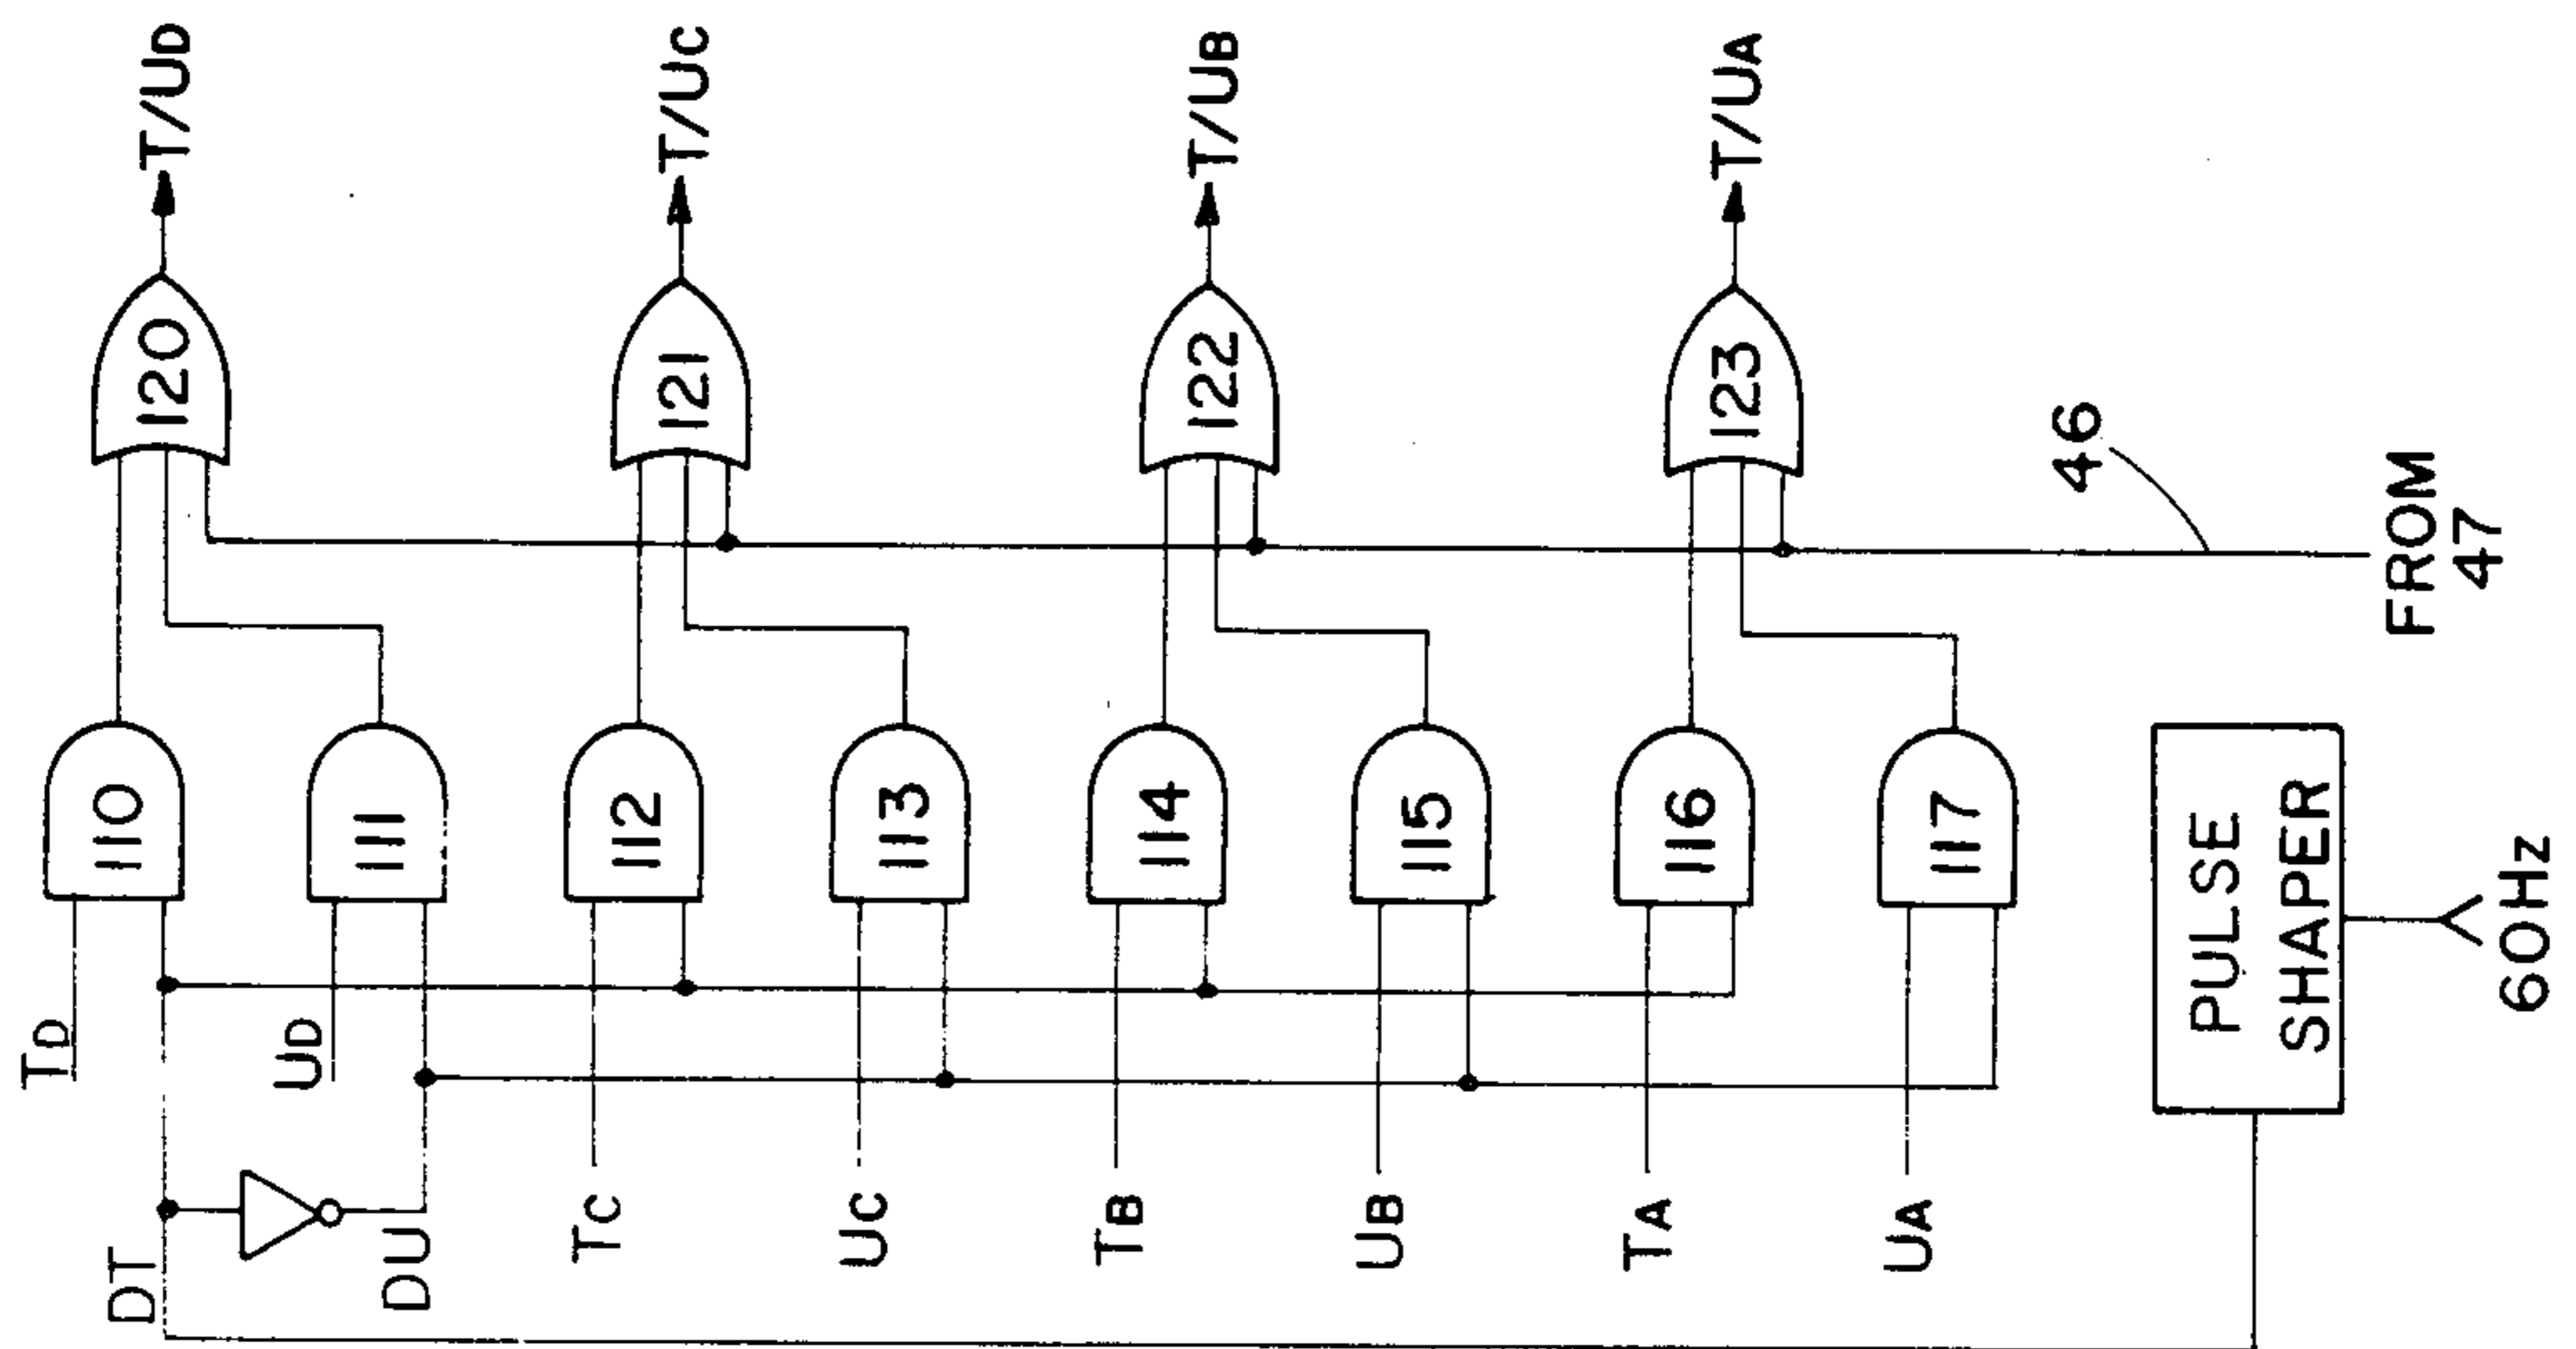 T/UD
T/UC
T/UB
T/UA
120
121
122
123
46
FROM
47
110
111
112
113
114
115
116
117
PULSE
SHAPER
60Hz
TD
UD
DT
DU
TC
UC
TB
UB
TA
UA